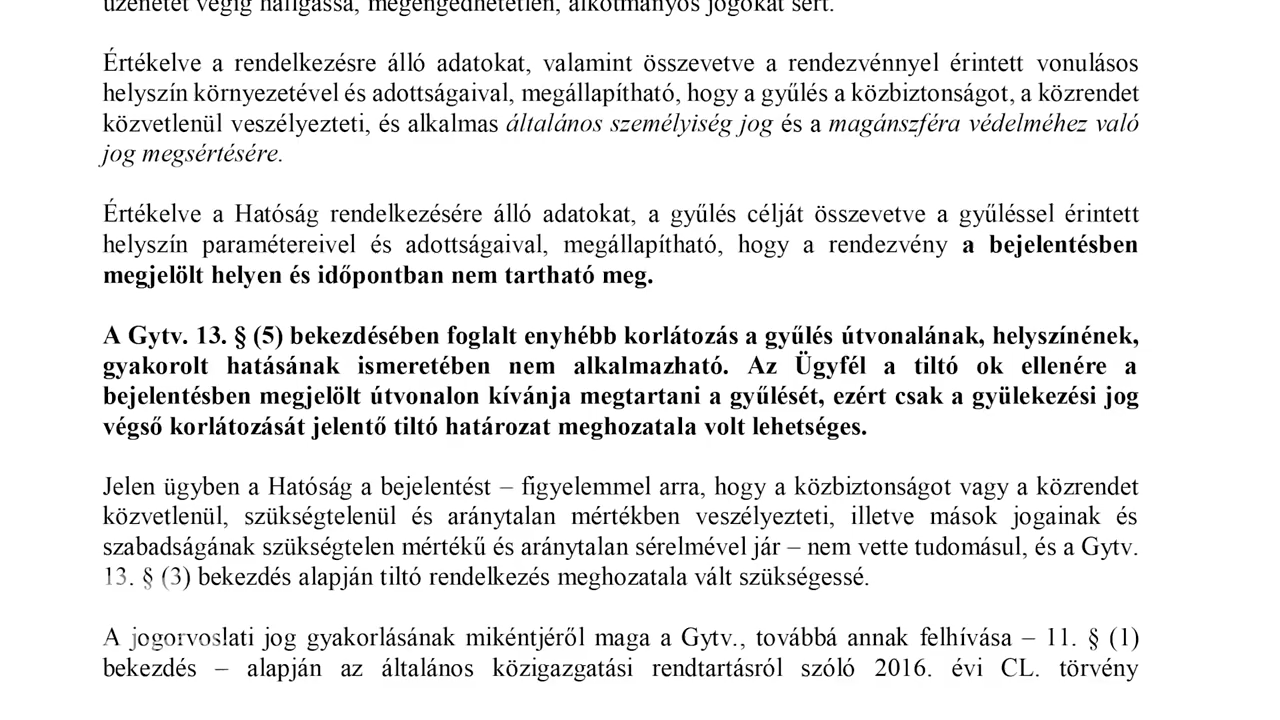 üzenetet végig hallgassa, megengedhetetlen, alkotmányos jogokat sért.
Értékelve a rendelkezésre álló adatokat, valamint összevetve a rendezvénnyel érintett vonulásos
helyszín környezetével és adottságaival, megállapítható, hogy a gyűlés a közbiztonságot, a közrendet
közvetlenül veszélyezteti, és alkalmas általános személyiség jog és a magánszféra védelméhez való
jog megsértésére.
Értékelve a Hatóság rendelkezésére álló adatokat, a gyűlés célját összevetve a gyűléssel érintett
helyszín paramétereivel és adottságaival, megállapítható, hogy a rendezvény a bejelentésben
megjelölt helyen és időpontban nem tartható meg.
A Gytv. 13. § (5) bekezdésében foglalt enyhébb korlátozás a gyűlés útvonalának, helyszínének,
gyakorolt hatásának ismeretében nem alkalmazható. Az Ügyfél a tiltó ok ellenére a
bejelentésben megjelölt útvonalon kívánja megtartani a gyűlését, ezért csak a gyülekezési jog
végső korlátozását jelentő tiltó határozat meghozatala volt lehetséges.
Jelen ügyben a Hatóság a bejelentést – figyelemmel arra, hogy a közbiztonságot vagy a közrendet
közvetlenül, szükségtelenül és aránytalan mértékben veszélyezteti, illetve mások jogainak és
szabadságának szükségtelen mértékű és aránytalan sérelmével jár – nem vette tudomásul, és a Gytv.
13. § (3) bekezdés alapján tiltó rendelkezés meghozatala vált szükségessé.
A jogorvoslati jog gyakorlásának mikéntjéről maga a Gytv., továbbá annak felhívása – 11. § (1)
bekezdés – alapján az általános közigazgatási rendtartásról szóló 2016. évi CL. törvény